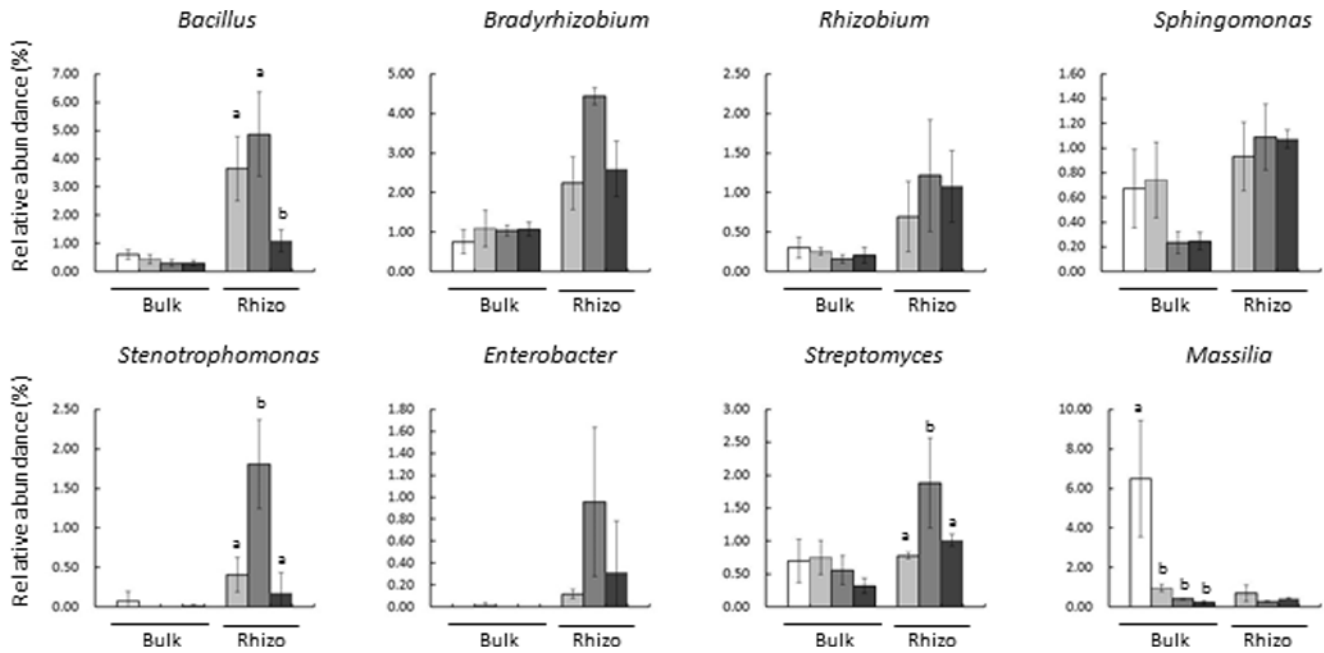 Bacillus Bradyrhizobium Rhizobium Sphingomonas
Relative abundance (%)
7.00
6.00
5.00
4.00
3.00
2.00
1.00
0.00
a
a
b
Bulk Rhizo
5.00
4.00
3.00
2.00
1.00
0.00
Bulk Rhizo
2.50
2.00
1.50
1.00
0.50
0.00
Bulk Rhizo
1.60
1.40
1.20
1.00
0.80
0.60
0.40
0.20
0.00
Bulk Rhizo
Stenotrophomonas Enterobacter Streptomyces Massilia
Relative abundance (%)
2.50
2.00
1.50
1.00
0.50
0.00
a
b
a
Bulk Rhizo
1.80
1.60
1.40
1.20
1.00
0.80
0.60
0.40
0.20
0.00
Bulk Rhizo
3.00
2.50
2.00
1.50
1.00
0.50
0.00
a
b
a
Bulk Rhizo
10.00
8.00
6.00
4.00
2.00
0.00
a
b
b
b
Bulk Rhizo